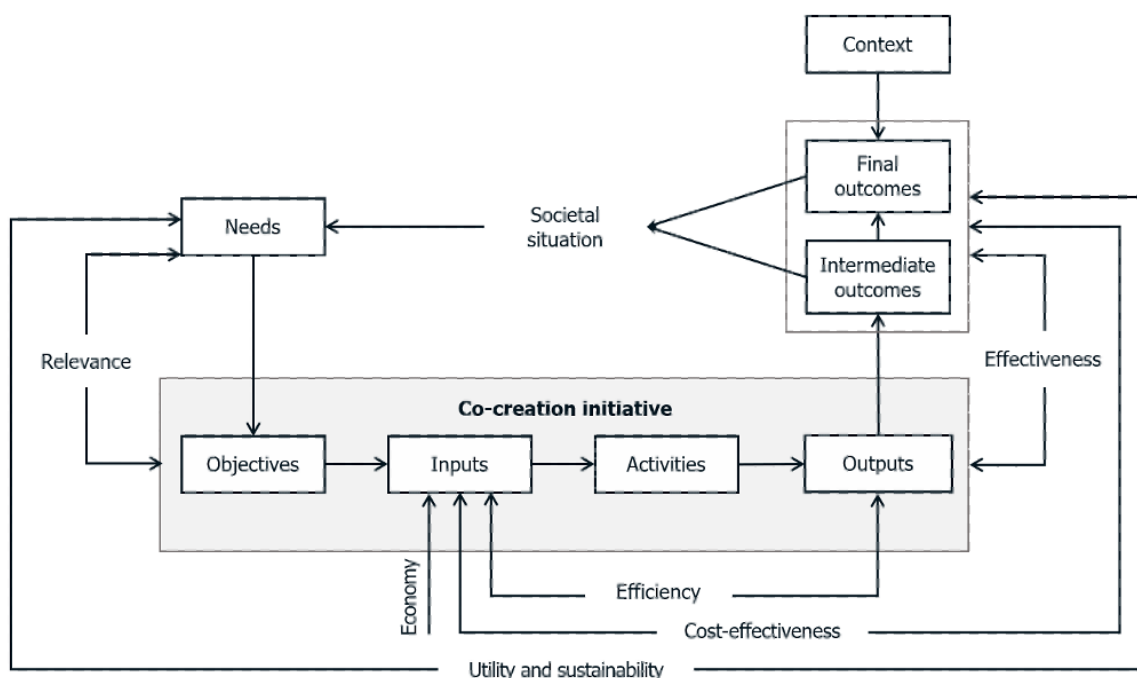 Context
Final
outcomes
Needs
Societal
situation
Intermediate
outcomes
Relevance
Effectiveness
Co-creation initiative
Objectives
Inputs
Activities
Outputs
Economy
Efficiency
Cost-effectiveness
Utility and sustainability